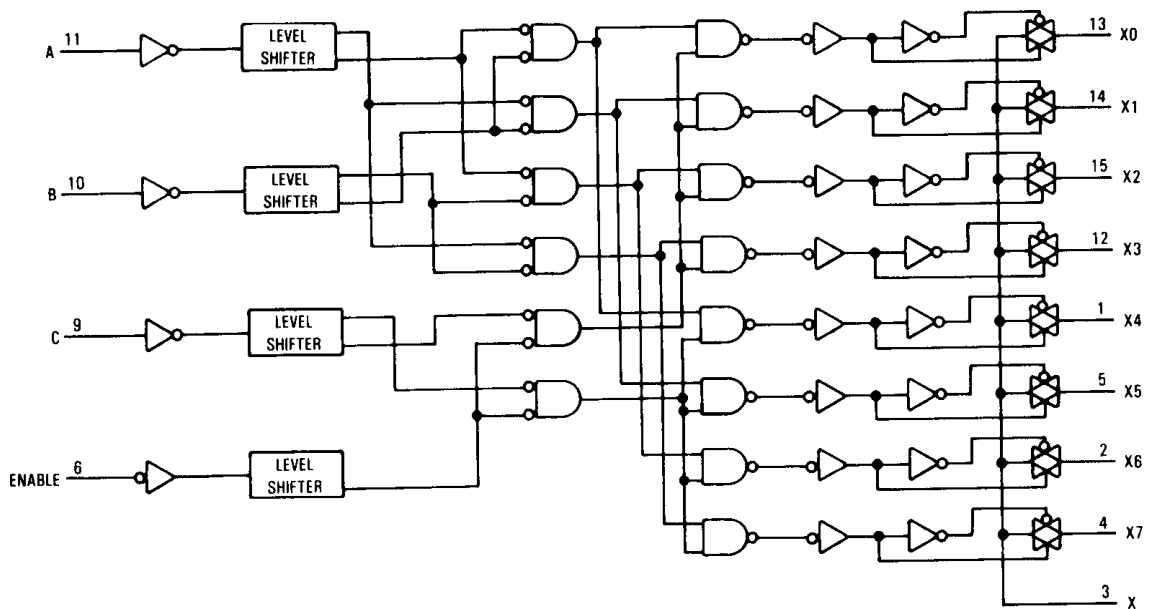 11
A
LEVEL
SHIFTER
13
X0
14
X1
10
B
LEVEL
SHIFTER
15
X2
12
X3
9
C
LEVEL
SHIFTER
1
X4
5
X5
6
ENABLE
LEVEL
SHIFTER
2
X6
4
X7
3
X